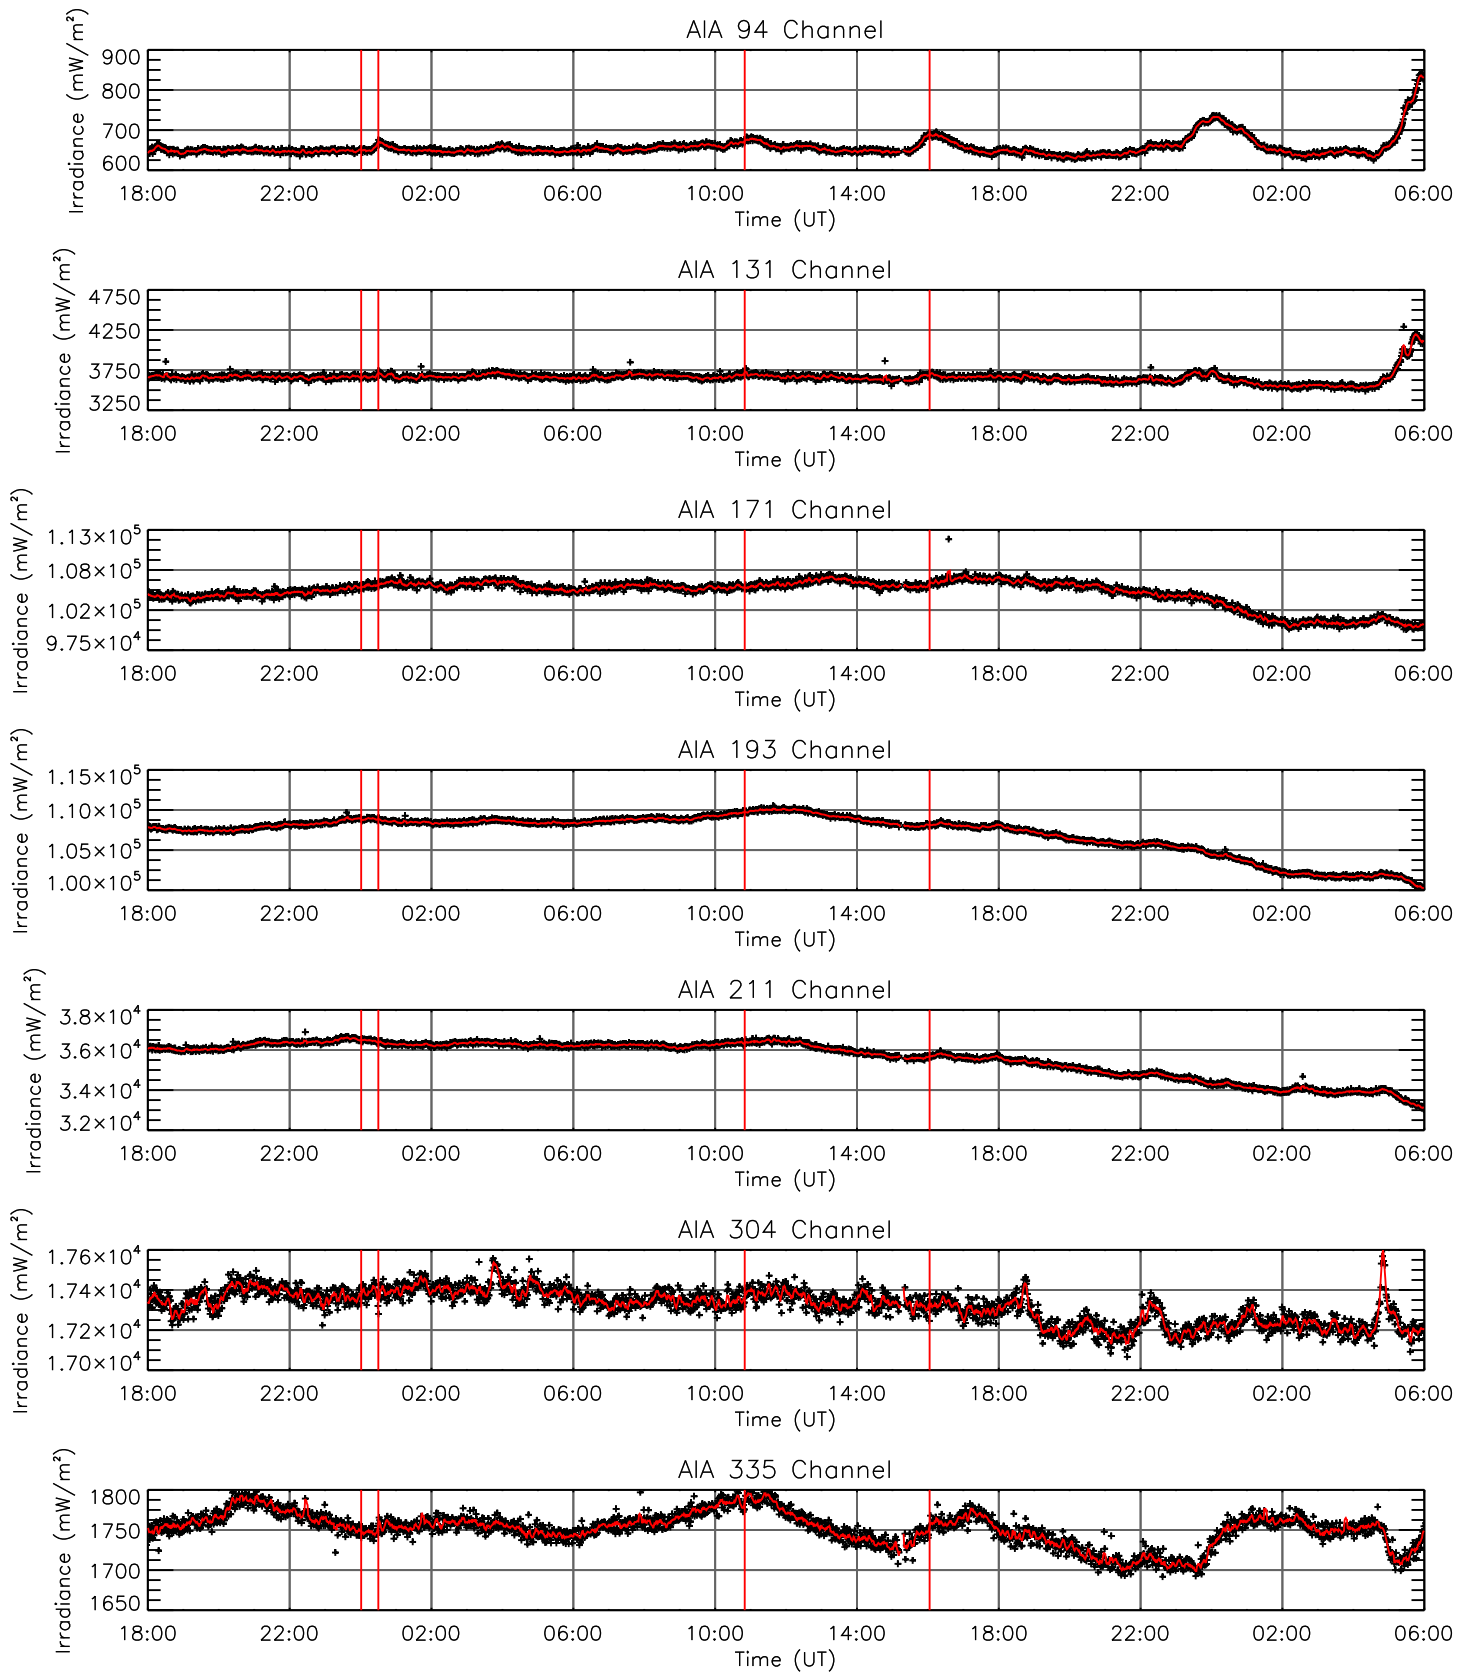 AIA 94 Channel
Irradiance (mW/m²)
900
800
700
600
18:00 22:00 02:00 06:00 10:00 14:00 18:00 22:00 02:00 06:00
Time (UT)
AIA 131 Channel
Irradiance (mW/m²)
4750
4250
3750
3250
18:00 22:00 02:00 06:00 10:00 14:00 18:00 22:00 02:00 06:00
Time (UT)
AIA 171 Channel
Irradiance (mW/m²)
1.13×10⁵
1.08×10⁵
1.02×10⁵
9.75×10⁴
18:00 22:00 02:00 06:00 10:00 14:00 18:00 22:00 02:00 06:00
Time (UT)
AIA 193 Channel
Irradiance (mW/m²)
1.15×10⁵
1.10×10⁵
1.05×10⁵
1.00×10⁵
18:00 22:00 02:00 06:00 10:00 14:00 18:00 22:00 02:00 06:00
Time (UT)
AIA 211 Channel
Irradiance (mW/m²)
3.8×10⁴
3.6×10⁴
3.4×10⁴
3.2×10⁴
18:00 22:00 02:00 06:00 10:00 14:00 18:00 22:00 02:00 06:00
Time (UT)
AIA 304 Channel
Irradiance (mW/m²)
1.76×10⁴
1.74×10⁴
1.72×10⁴
1.70×10⁴
18:00 22:00 02:00 06:00 10:00 14:00 18:00 22:00 02:00 06:00
Time (UT)
AIA 335 Channel
Irradiance (mW/m²)
1800
1750
1700
1650
18:00 22:00 02:00 06:00 10:00 14:00 18:00 22:00 02:00 06:00
Time (UT)